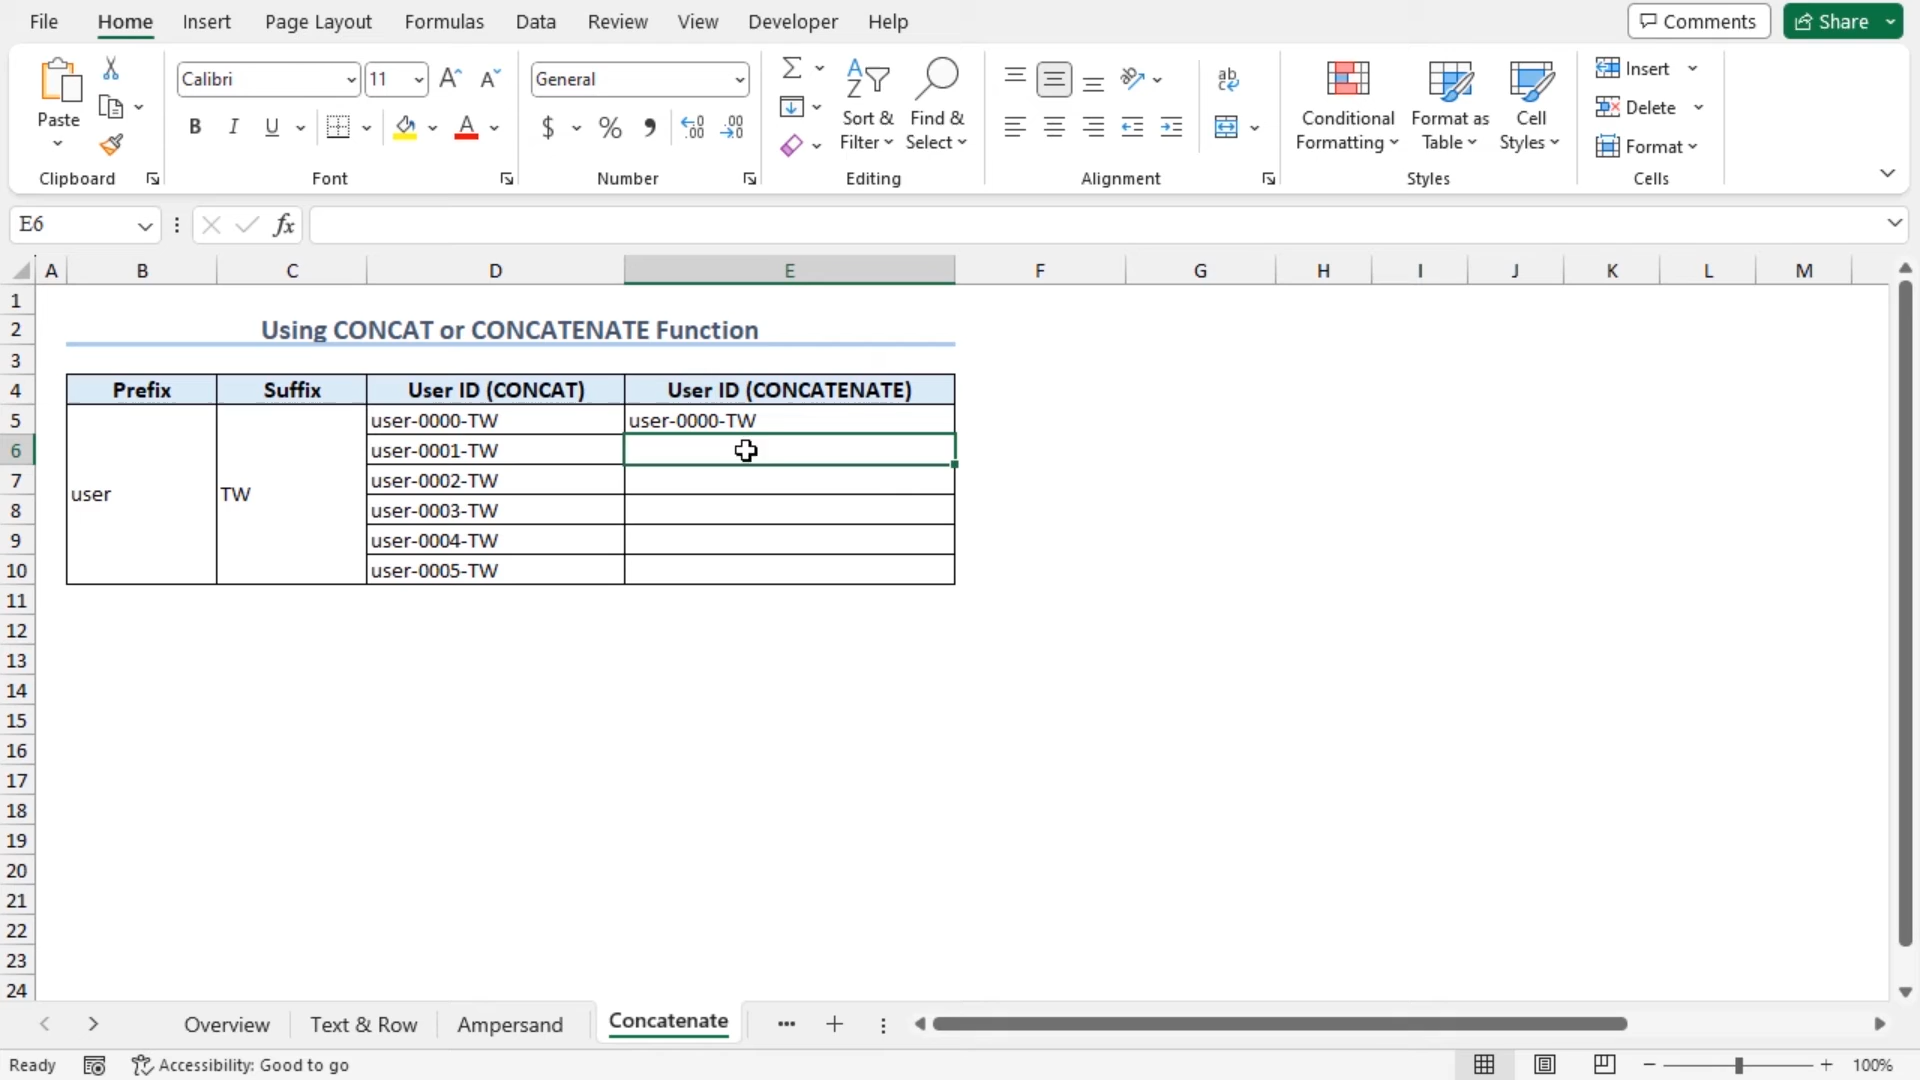 File Home Insert Page Layout Formulas Data Review View Developer Help Comments Share
Paste
Calibri 11
B I U A
General
$ % 9 .00
Sort & Filter
Find & Select
ab
Conditional Formatting
Format as Table
Cell Styles
Insert
Delete
Format
Clipboard Font Number Editing Alignment Styles Cells
E6 fx
A B C D E F G H I J K L M
1
2 Using CONCAT or CONCATENATE Function
3
4 Prefix Suffix User ID (CONCAT) User ID (CONCATENATE)
5 user-0000-TW user-0000-TW
6 user-0001-TW
7 user-0002-TW
user TW
8 user-0003-TW
9 user-0004-TW
10 user-0005-TW
11
12
13
14
15
16
17
18
19
20
21
22
23
24
Overview Text & Row Ampersand Concatenate ... +
Ready Accessibility: Good to go 100%